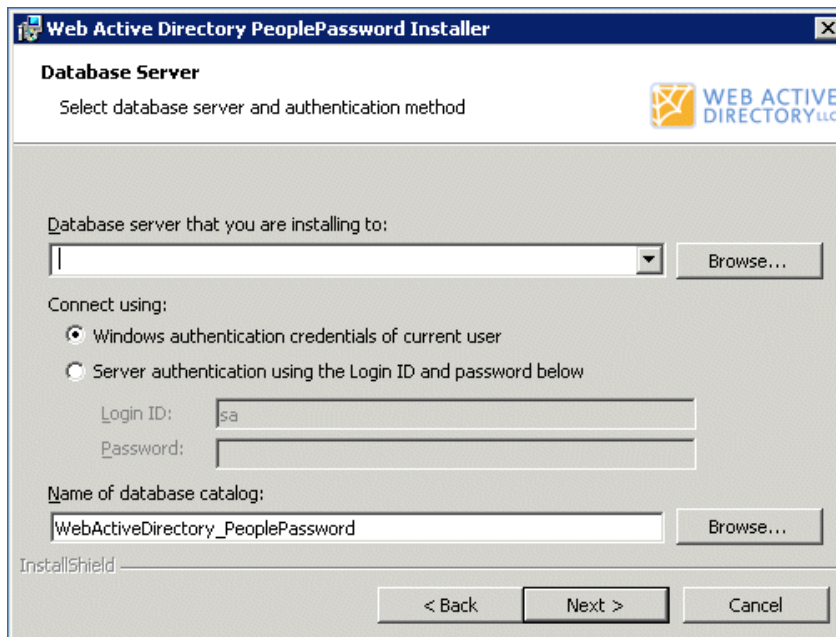 Web Active Directory PeoplePassword Installer
Database Server
Select database server and authentication method
WEB ACTIVE
DIRECTORY LLC
Database server that you are installing to:
Browse...
Connect using:
Windows authentication credentials of current user
Server authentication using the Login ID and password below
Login ID:
sa
Password:
Name of database catalog:
WebActiveDirectory_PeoplePassword
Browse...
InstallShield
< Back
Next >
Cancel